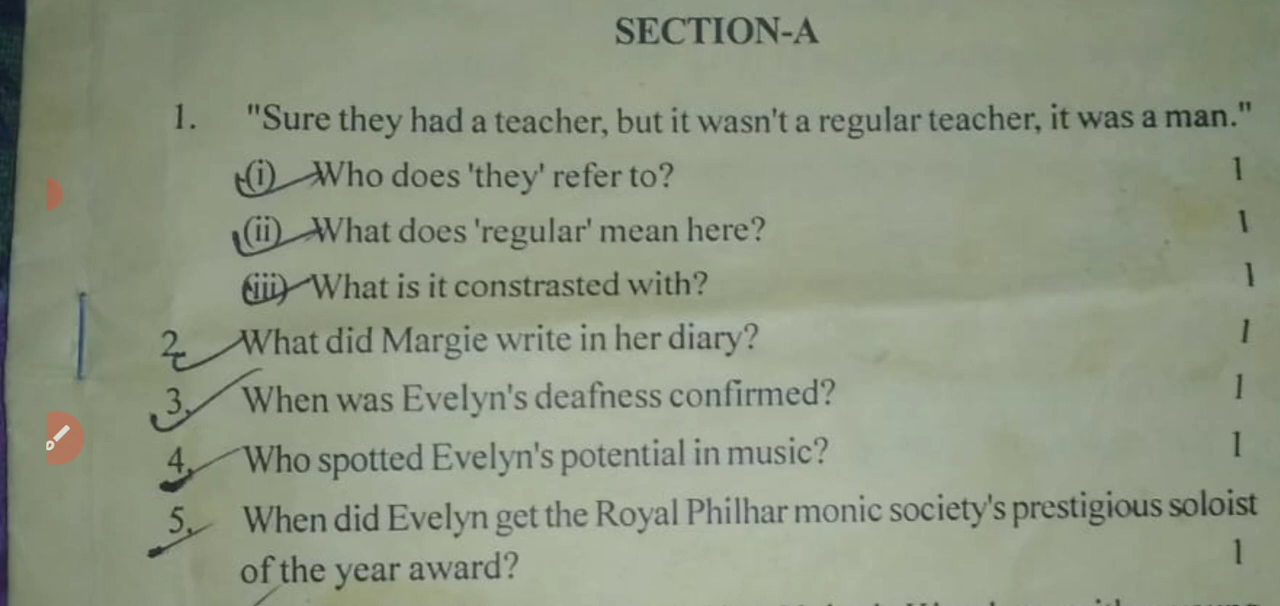 SECTION-A
1. "Sure they had a teacher, but it wasn't a regular teacher, it was a man."
(i) Who does 'they' refer to? 1
(ii) What does 'regular' mean here? 1
(iii) What is it constrasted with? 1
2. What did Margie write in her diary? 1
3. When was Evelyn's deafness confirmed? 1
4. Who spotted Evelyn's potential in music? 1
5. When did Evelyn get the Royal Philhar monic society's prestigious soloist
of the year award? 1